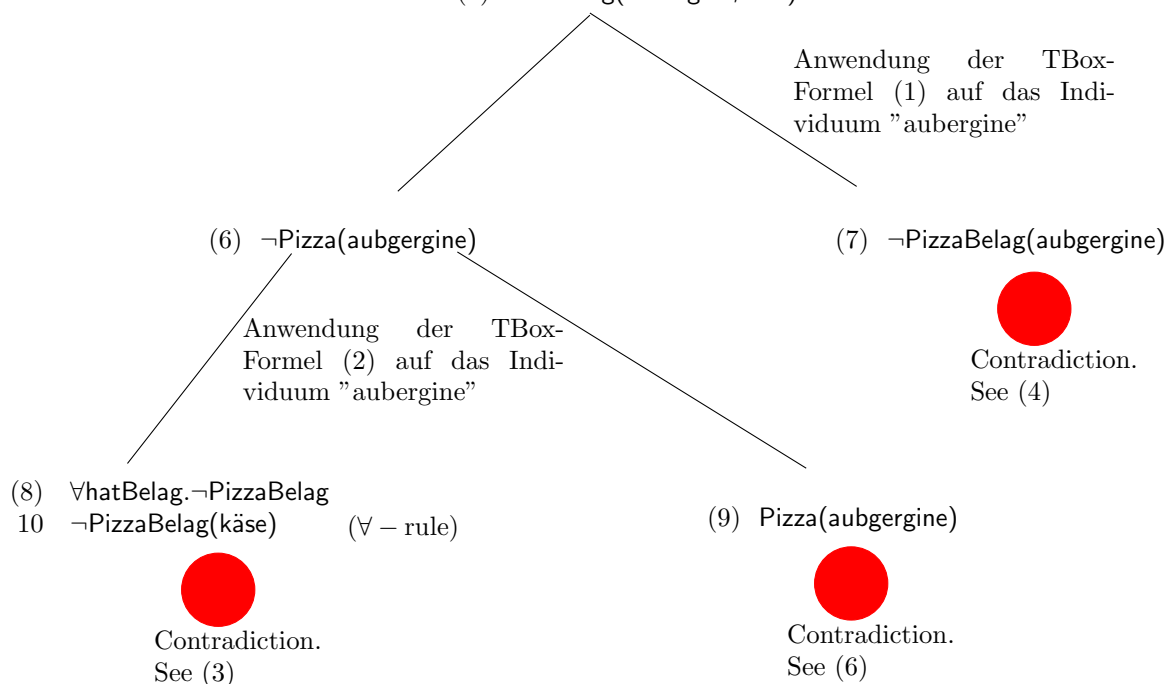 Anwendung der TBox-
Formel (1) auf das Indi-
viduum ”aubergine”
(6) ¬Pizza(aubgergine)
(7) ¬PizzaBelag(aubgergine)
Anwendung der TBox-
Formel (2) auf das Indi-
viduum ”aubergine”
Contradiction.
See (4)
(8) ∀hatBelag.¬PizzaBelag
10 ¬PizzaBelag(käse) (∀ − rule)
(9) Pizza(aubgergine)
Contradiction.
See (3)
Contradiction.
See (6)